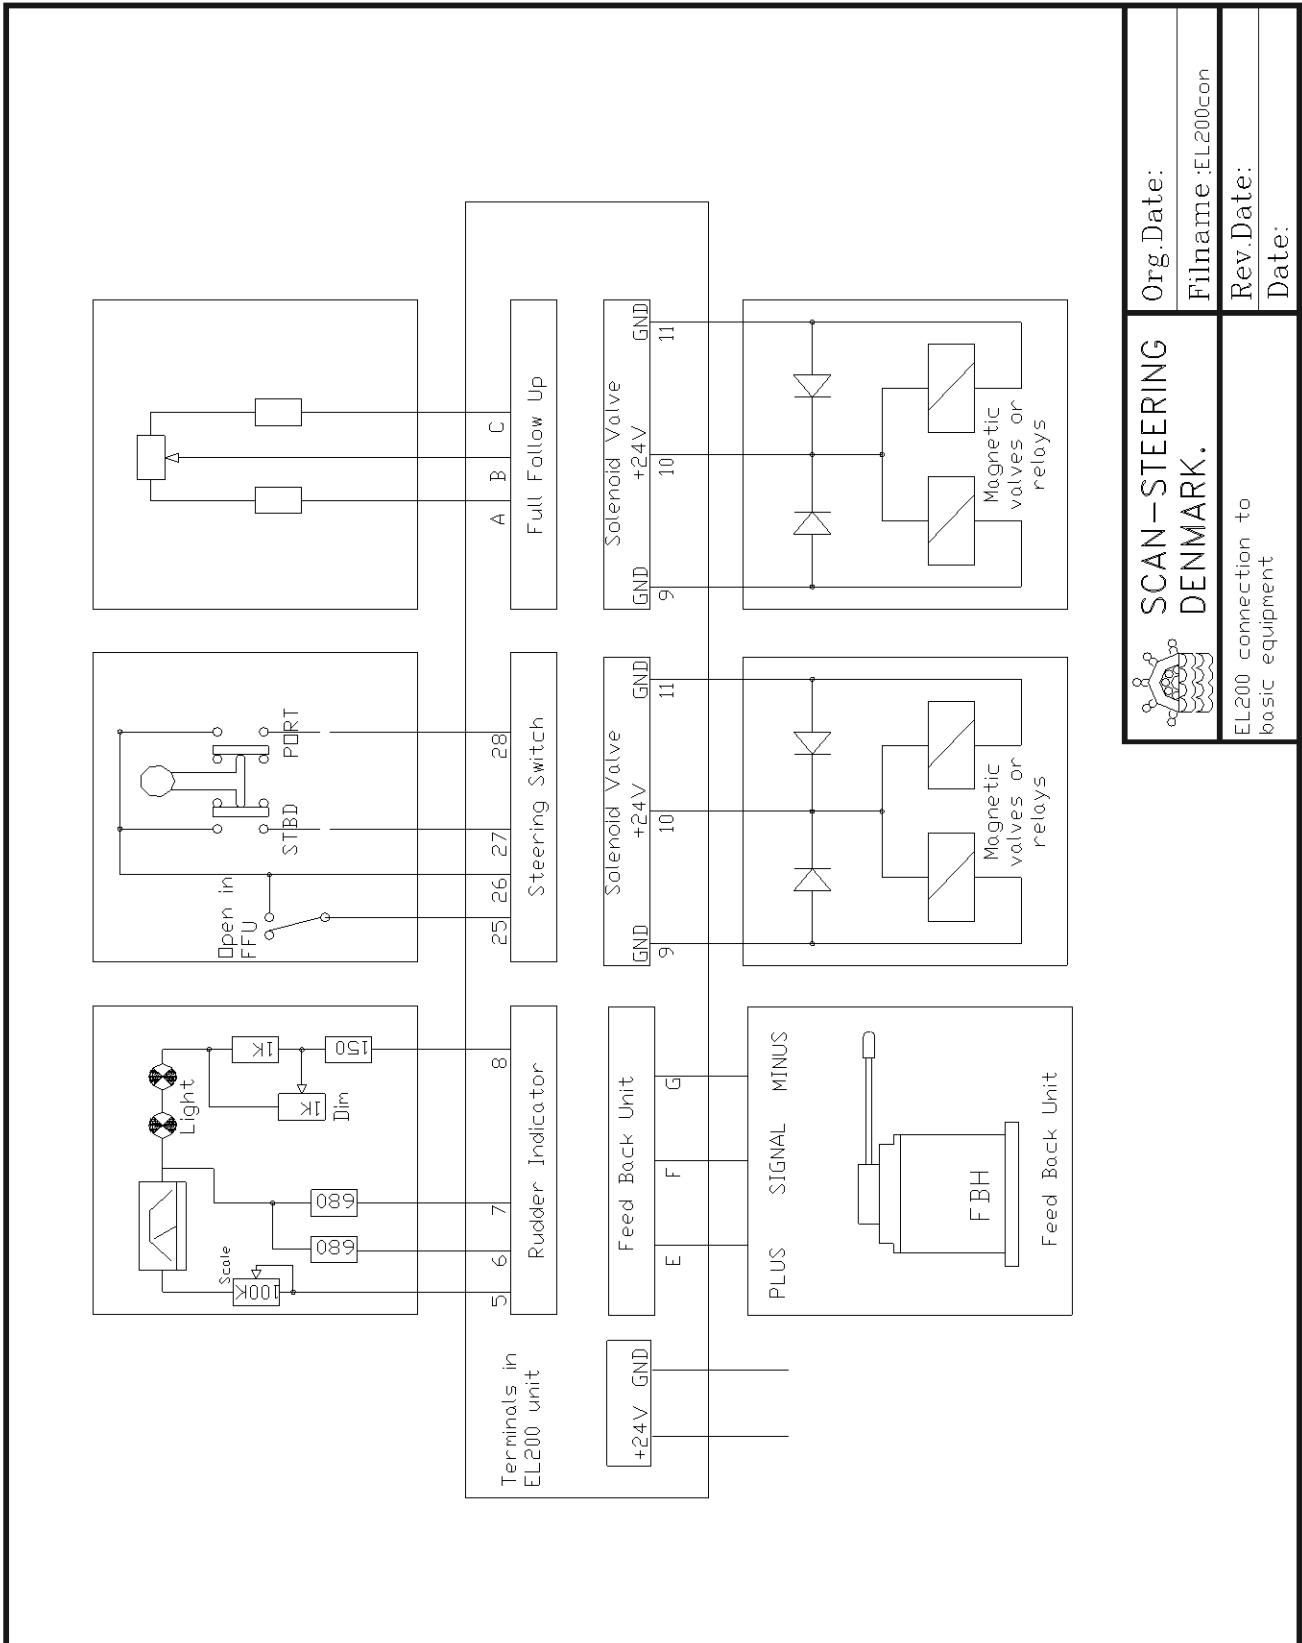 Light
Scale
100K
680
680
1K
Dim
1K
150
5
6
7
8
Rudder Indicator
Open in
FFU
STBD
PORT
25
26
27
28
Steering Switch
A
B
C
Full Follow Up
Terminals in
EL200 unit
+24V GND
Feed Back Unit
E
F
G
Solenoid Valve
GND
+24V
GND
9
10
11
Solenoid Valve
GND
+24V
GND
9
10
11
PLUS
SIGNAL
MINUS
FBH
Feed Back Unit
Magnetic
valves or
relays
Magnetic
valves or
relays
SCAN-STEERING
DENMARK.
EL200 connection to
basic equipment
Org.Date:
Filname :EL200con
Rev.Date:
Date: